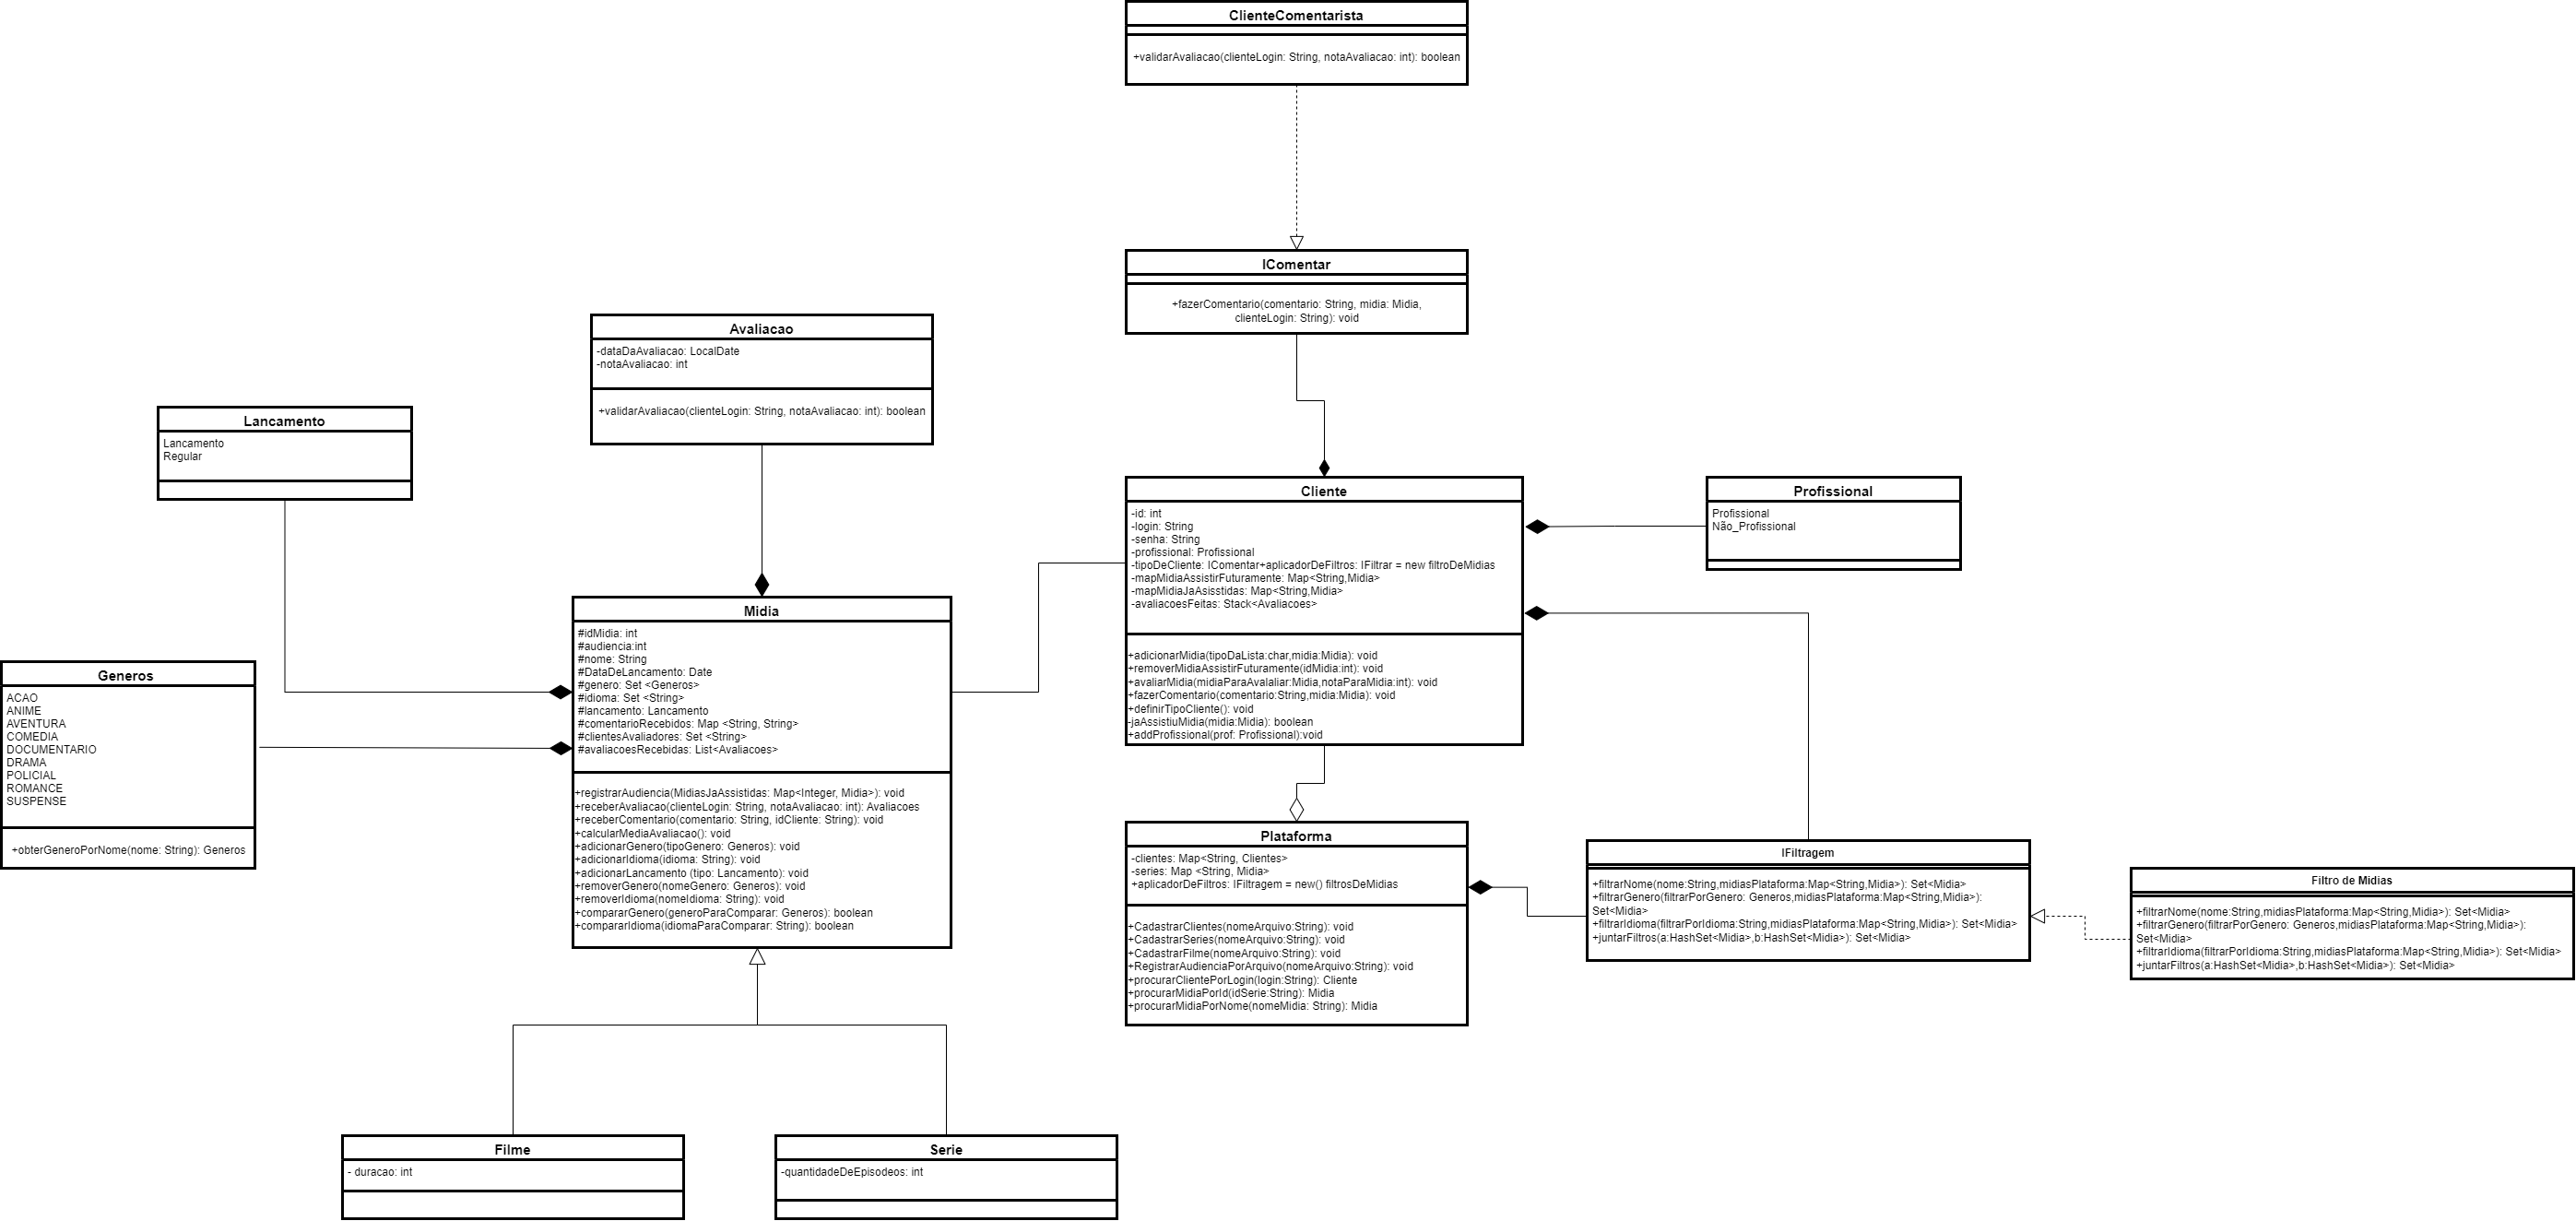 ClienteComentarista
+validarAvaliacao(clienteLogin: String, notaAvaliacao: int): boolean
IComentar
+fazerComentario(comentario: String, midia: Midia,
clienteLogin: String): void
Avaliacao
-dataDaAvaliacao: LocalDate
-notaAvaliacao: int
+validarAvaliacao(clienteLogin: String, notaAvaliacao: int): boolean
Lancamento
Lancamento
Regular
Cliente
-id: int
-login: String
-senha: String
-profissional: Profissional
-tipoDeCliente: IComentar+aplicadorDeFiltros: IFiltrar = new filtroDeMidias
-mapMidiaAssistirFuturamente: Map<String,Midia>
-mapMidiaJaAsisstidas: Map<String,Midia>
-avaliacoesFeitas: Stack<Avaliacoes>
+adicionarMidia(tipoDaLista:char,midia:Midia): void
+removerMidiaAssistirFuturamente(idMidia:int): void
+avaliarMidia(midiaParaAvalaliar:Midia,notaParaMidia:int): void
+fazerComentario(comentario:String,midia:Midia): void
+definirTipoCliente(): void
-jaAssistiuMidia(midia:Midia): boolean
+addProfissional(prof: Profissional):void
Profissional
Profissional
Não_Profissional
Midia
#idMidia: int
#audiencia:int
#nome: String
#DataDeLancamento: Date
#genero: Set <Generos>
#idioma: Set <String>
#lancamento: Lancamento
#comentarioRecebidos: Map <String, String>
#clientesAvaliadores: Set <String>
#avaliacoesRecebidas: List<Avaliacoes>
+registrarAudiencia(MidiasJaAssistidas: Map<Integer, Midia>): void
+receberAvaliacao(clienteLogin: String, notaAvaliacao: int): Avaliacoes
+receberComentario(comentario: String, idCliente: String): void
+calcularMediaAvaliacao(): void
+adicionarGenero(tipoGenero: Generos): void
+adicionarIdioma(idioma: String): void
+adicionarLancamento (tipo: Lancamento): void
+removerGenero(nomeGenero: Generos): void
+removerIdioma(nomeIdioma: String): void
+compararGenero(generoParaComparar: Generos): boolean
+compararIdioma(idiomaParaComparar: String): boolean
Generos
ACAO
ANIME
AVENTURA
COMEDIA
DOCUMENTARIO
DRAMA
POLICIAL
ROMANCE
SUSPENSE
+obterGeneroPorNome(nome: String): Generos
Plataforma
-clientes: Map<String, Clientes>
-series: Map <String, Midia>
+aplicadorDeFiltros: IFiltragem = new() filtrosDeMidias
+CadastrarClientes(nomeArquivo:String): void
+CadastrarSeries(nomeArquivo:String): void
+CadastrarFilme(nomeArquivo:String): void
+RegistrarAudienciaPorArquivo(nomeArquivo:String): void
+procurarClientePorLogin(login:String): Cliente
+procurarMidiaPorId(idSerie:String): Midia
+procurarMidiaPorNome(nomeMidia: String): Midia
IFiltragem
+filtrarNome(nome:String,midiasPlataforma:Map<String,Midia>): Set<Midia>
+filtrarGenero(filtrarPorGenero: Generos,midiasPlataforma:Map<String,Midia>):
Set<Midia>
+filtrarIdioma(filtrarPorIdioma:String,midiasPlataforma:Map<String,Midia>): Set<Midia>
+juntarFiltros(a:HashSet<Midia>,b:HashSet<Midia>): Set<Midia>
Filtro de Midias
+filtrarNome(nome:String,midiasPlataforma:Map<String,Midia>): Set<Midia>
+filtrarGenero(filtrarPorGenero: Generos,midiasPlataforma:Map<String,Midia>):
Set<Midia>
+filtrarIdioma(filtrarPorIdioma:String,midiasPlataforma:Map<String,Midia>): Set<Midia>
+juntarFiltros(a:HashSet<Midia>,b:HashSet<Midia>): Set<Midia>
Filme
- duracao: int
Serie
-quantidadeDeEpisodeos: int